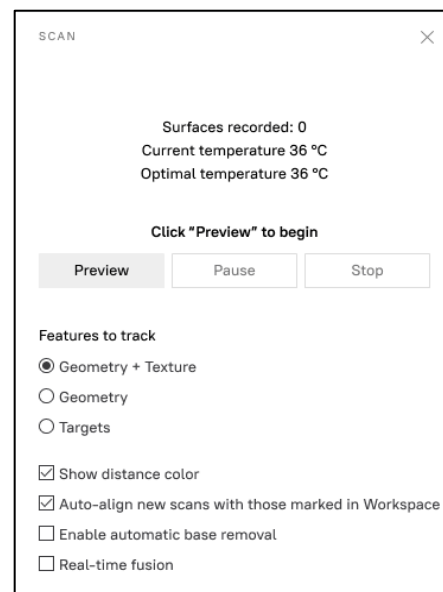 SCAN
Surfaces recorded: 0
Current temperature 36 °C
Optimal temperature 36 °C
Click “Preview” to begin
Preview Pause Stop
Features to track
Geometry + Texture
Geometry
Targets
Show distance color
Auto-align new scans with those marked in Workspace
Enable automatic base removal
Real-time fusion